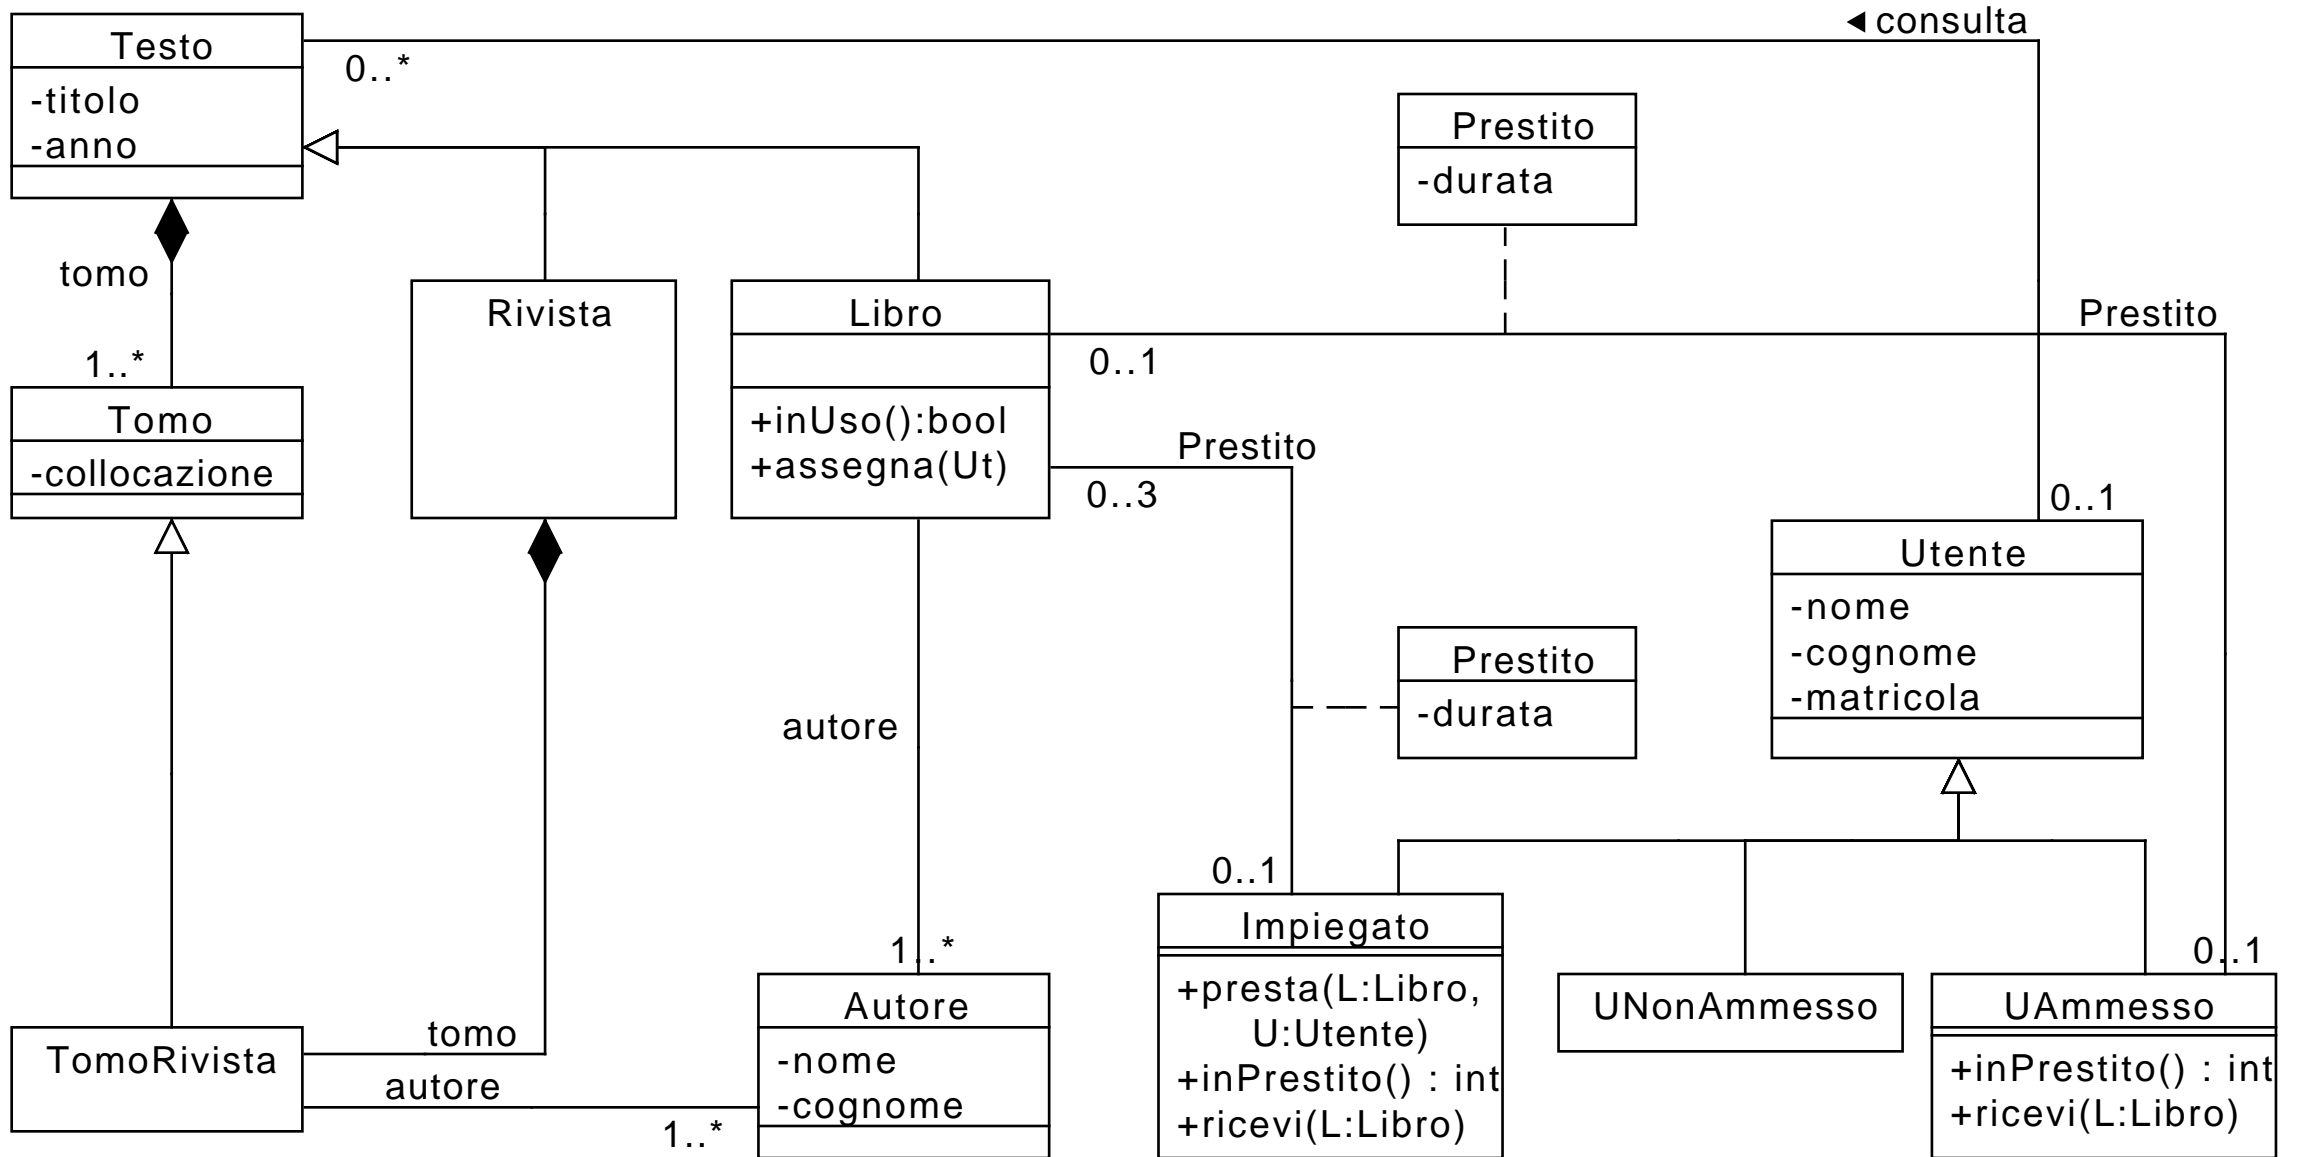 ◄ consulta
Testo
0..*
-titolo
-anno
Prestito
-durata
tomo
1..*
Rivista
Libro
Prestito
0..1
+inUso():bool
+assegna(Ut)
Prestito
0..3
Tomo
-collocazione
0..1
Utente
-nome
-cognome
-matricola
Prestito
-durata
autore
0..1
1..*
0..1
Impiegato
+presta(L:Libro,
U:Utente)
+inPrestito() : int
+ricevi(L:Libro)
UNonAmmesso
UAmmesso
+inPrestito() : int
+ricevi(L:Libro)
Autore
-nome
-cognome
TomoRivista
tomo
autore
1..*